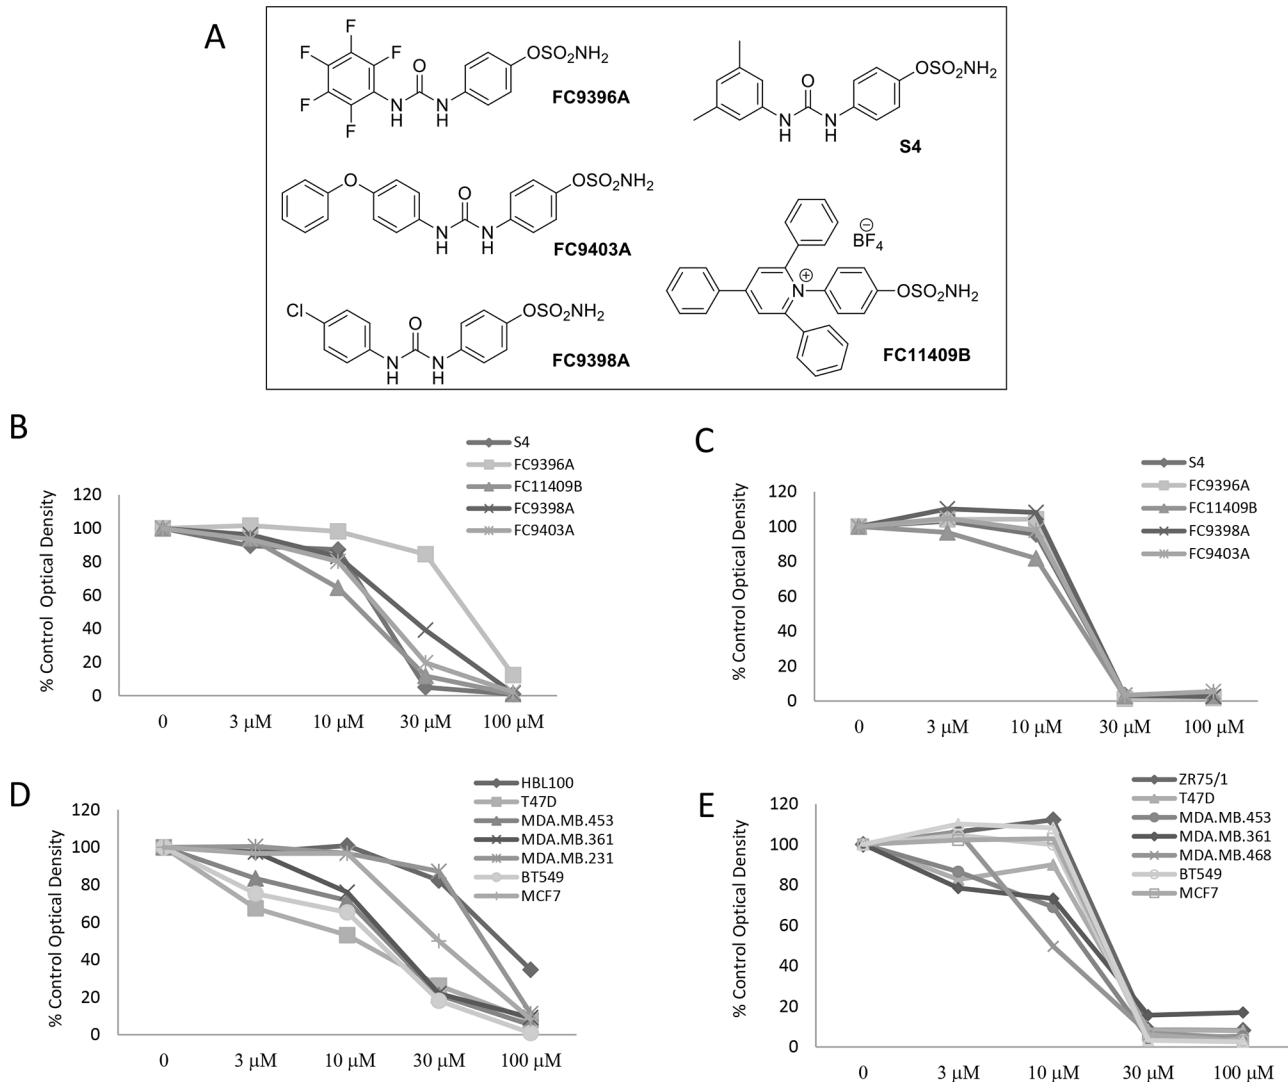 A
F
F
F
F
F
O
N
H
N
H
OSO2NH2
FC9396A
O
N
H
N
H
OSO2NH2
S4
O
O
N
H
N
H
OSO2NH2
FC9403A
Cl
O
N
H
N
H
OSO2NH2
FC9398A
⊖
BF4
⊕
N
OSO2NH2
FC11409B
B
S4
FC9396A
FC11409B
FC9398A
FC9403A
% Control Optical Density
120
100
80
60
40
20
0
0 3 µM 10 µM 30 µM 100 µM
C
S4
FC9396A
FC11409B
FC9398A
FC9403A
% Control Optical Density
120
100
80
60
40
20
0
0 3 µM 10 µM 30 µM 100 µM
D
HBL100
T47D
MDA.MB.453
MDA.MB.361
MDA.MB.231
BT549
MCF7
% Control Optical Density
120
100
80
60
40
20
0
0 3 µM 10 µM 30 µM 100 µM
E
ZR75/1
T47D
MDA.MB.453
MDA.MB.361
MDA.MB.468
BT549
MCF7
% Control Optical Density
120
100
80
60
40
20
0
0 3 µM 10 µM 30 µM 100 µM